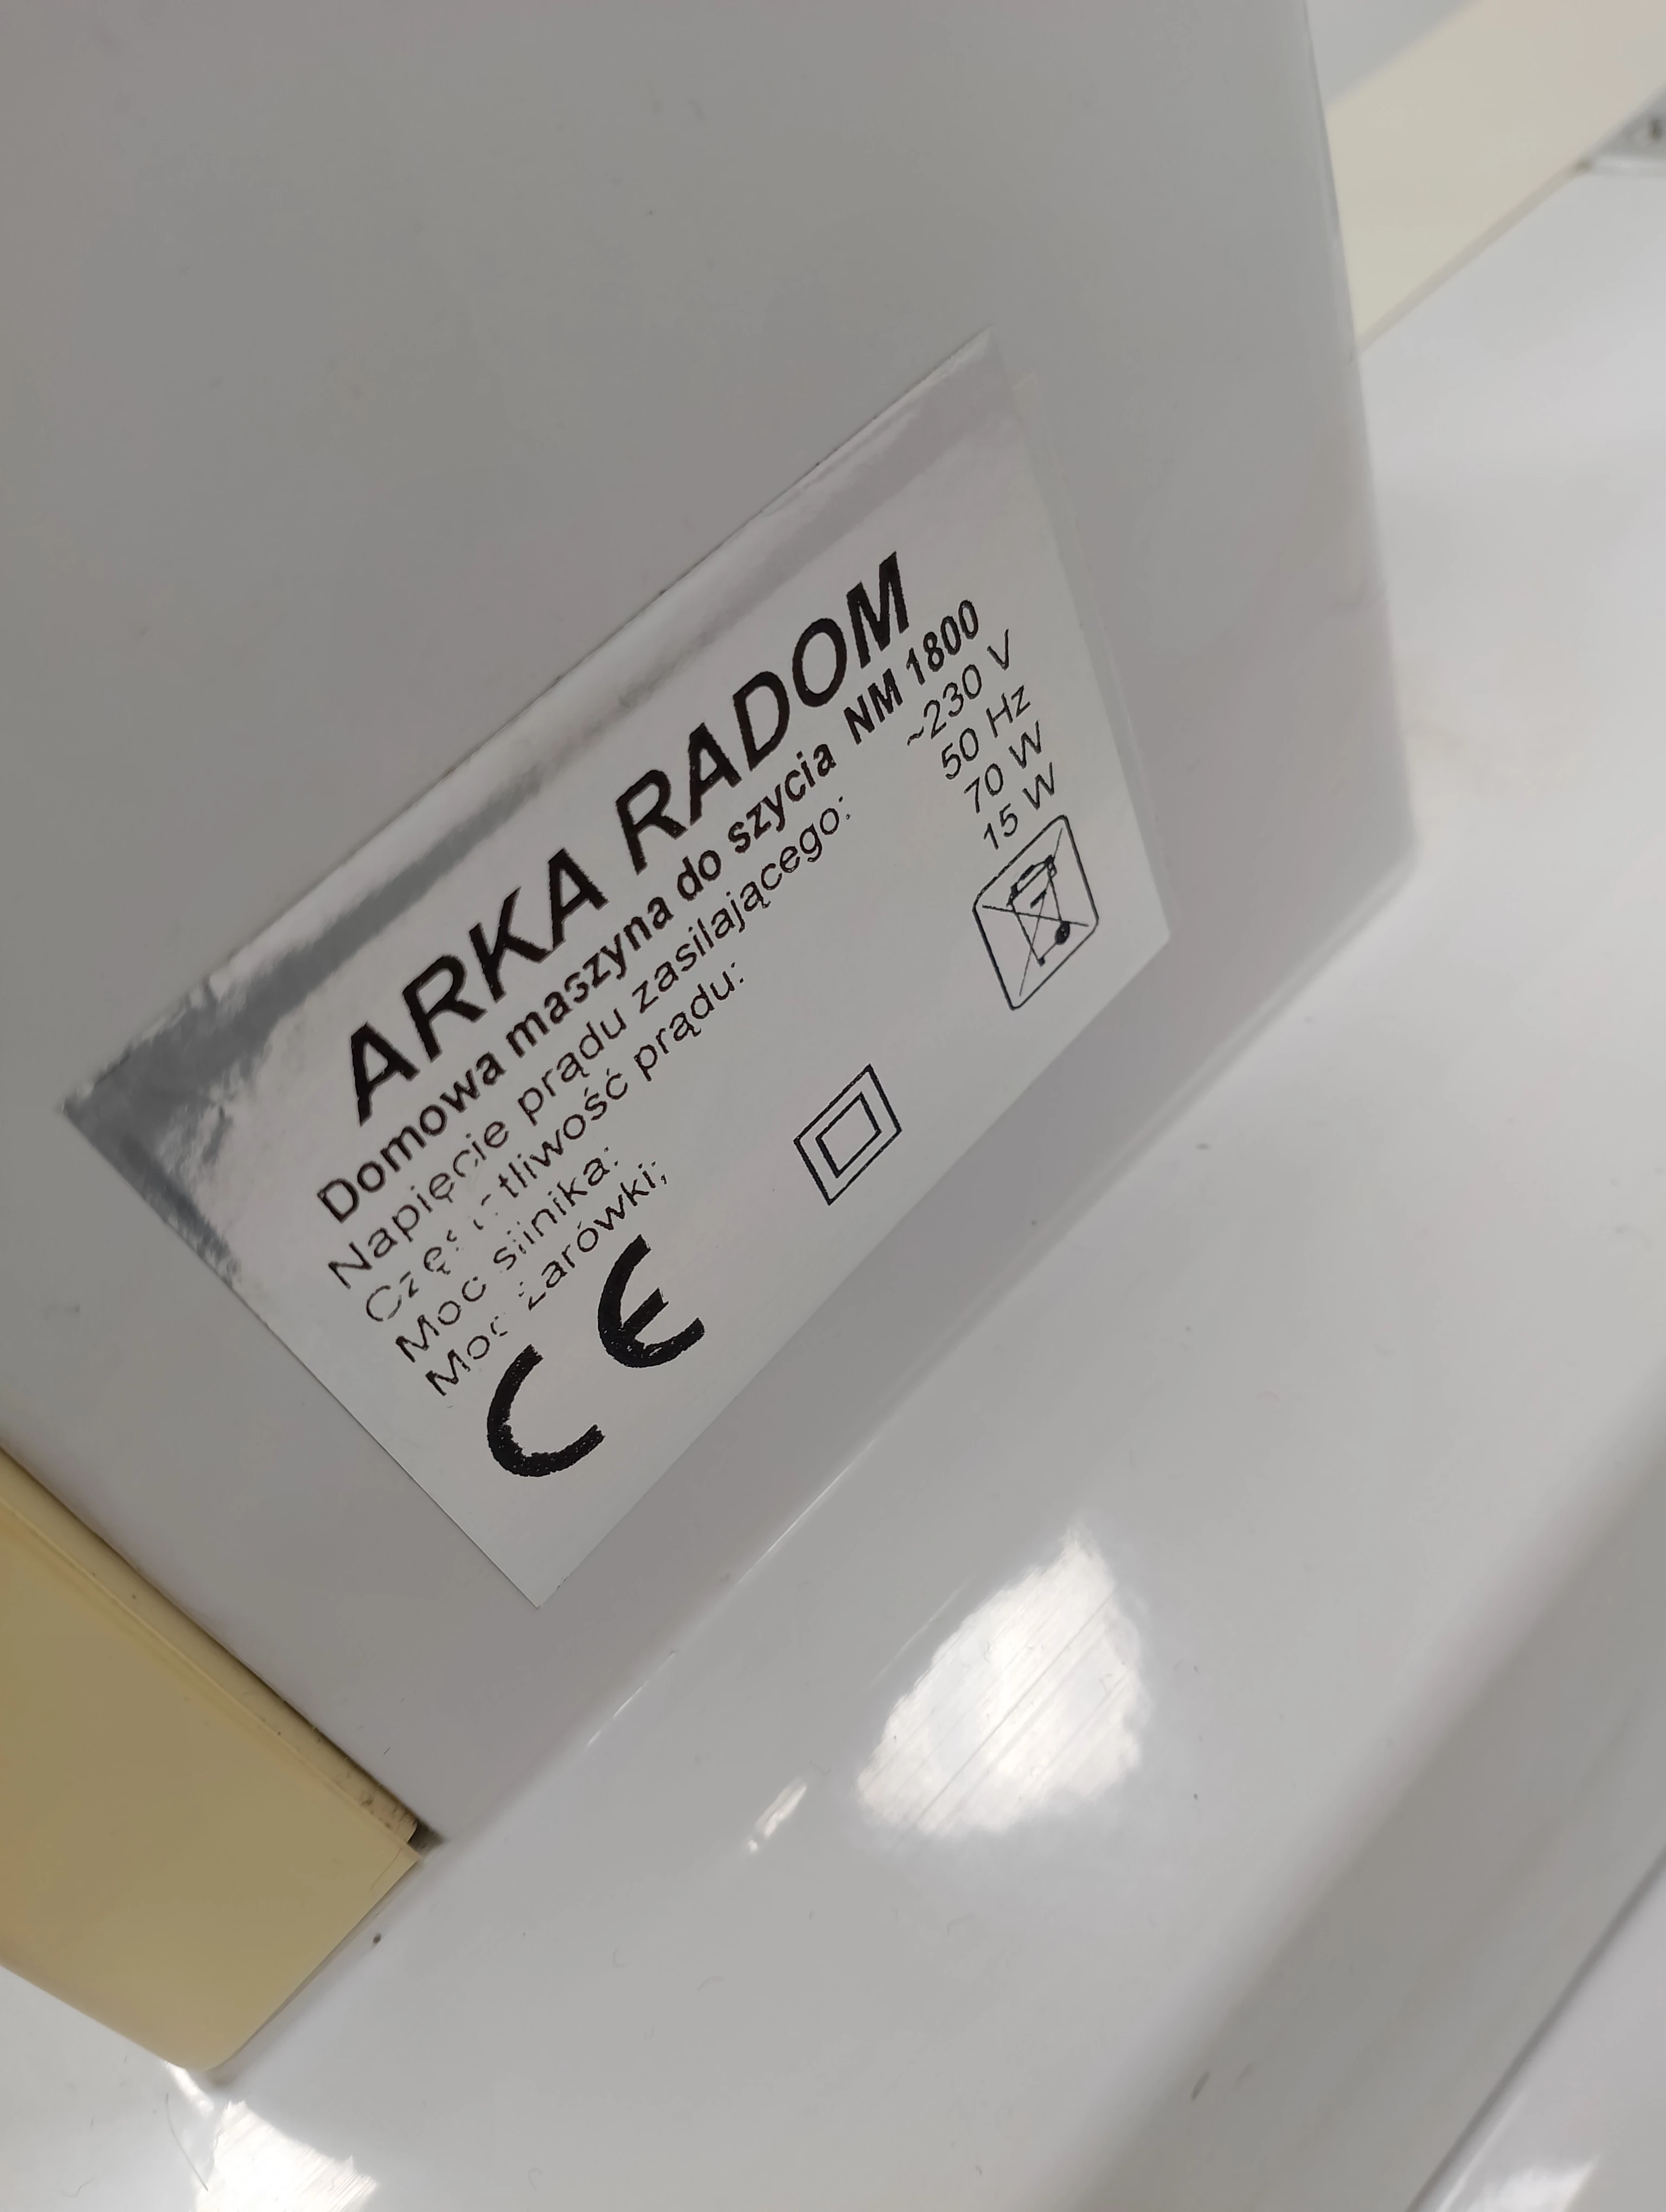 ARKA RADOM
Domowa maszyna do szycia NM 1800
Napięcie prądu zasilającego: ~230 V
Częstotliwość prądu: 50 Hz
Moc silnika: 70 W
Moc żarówki; 15 W
CE